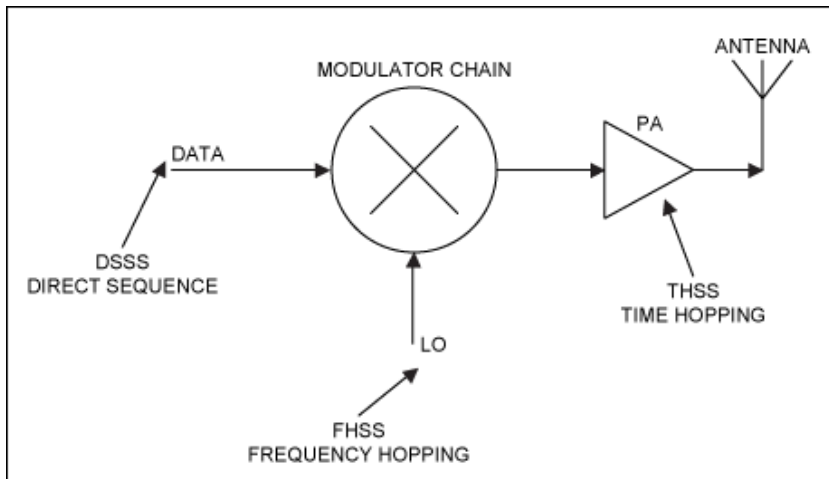 ANTENNA
MODULATOR CHAIN
PA
DATA
DSSS
DIRECT SEQUENCE
THSS
TIME HOPPING
LO
FHSS
FREQUENCY HOPPING